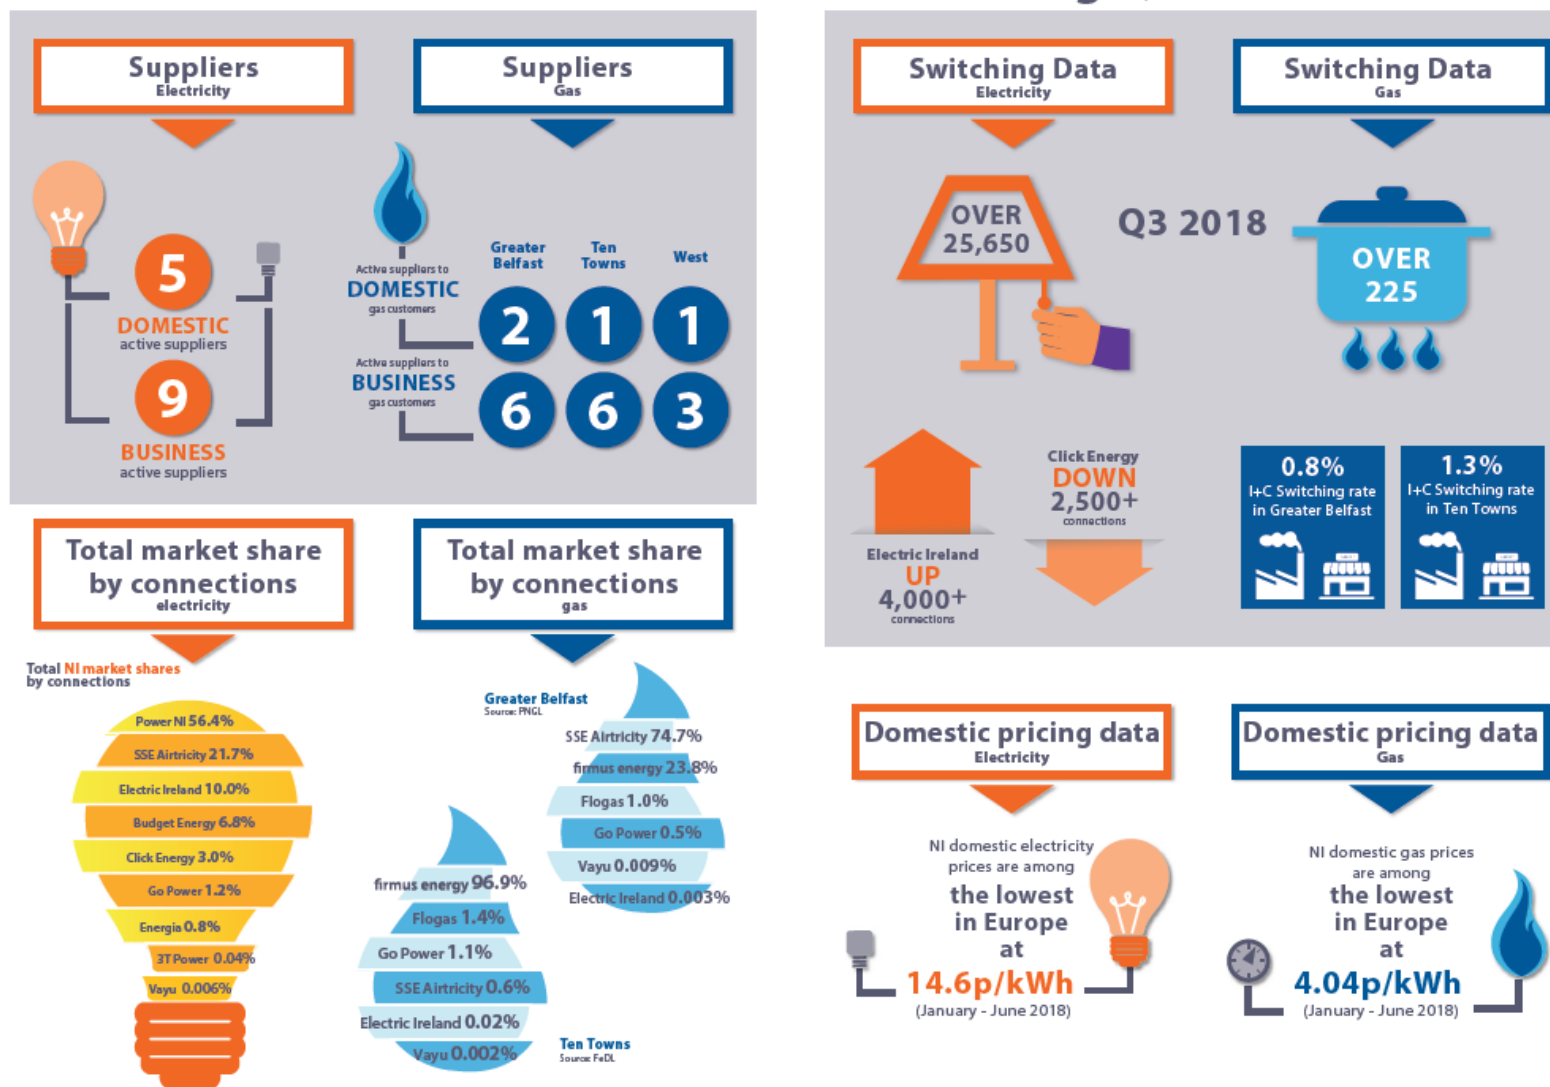 Suppliers
Electricity
5
DOMESTIC
active suppliers
9
BUSINESS
active suppliers
Suppliers
Gas
Greater
Belfast
Ten
Towns
West
Active suppliers to
DOMESTIC
gas customers
2 1 1
Active suppliers to
BUSINESS
gas customers
6 6 3
Total market share
by connections
electricity
Total NI market shares
by connections
Power NI 56.4%
SSE Airtricity 21.7%
Electric Ireland 10.0%
Budget Energy 6.8%
Click Energy 3.0%
Go Power 1.2%
Energia 0.8%
3T Power 0.04%
Vayu 0.006%
Total market share
by connections
gas
Greater Belfast
Source: PNGL
SSE Airtricity 74.7%
firmus energy 23.8%
Flogas 1.0%
Go Power 0.5%
Vayu 0.009%
Electric Ireland 0.003%
firmus energy 96.9%
Flogas 1.4%
Go Power 1.1%
SSE Airtricity 0.6%
Electric Ireland 0.02%
Vayu 0.002%
Ten Towns
Source: FeDL
Switching Data
Electricity
Switching Data
Gas
OVER
25,650
Q3 2018
OVER
225
Electric Ireland
UP
4,000+
connections
Click Energy
DOWN
2,500+
connections
0.8%
I+C Switching rate
in Greater Belfast
1.3%
I+C Switching rate
in Ten Towns
Domestic pricing data
Electricity
NI domestic electricity
prices are among
the lowest
in Europe
at
14.6p/kWh
(January - June 2018)
Domestic pricing data
Gas
NI domestic gas prices
are among
the lowest
in Europe
at
4.04p/kWh
(January - June 2018)